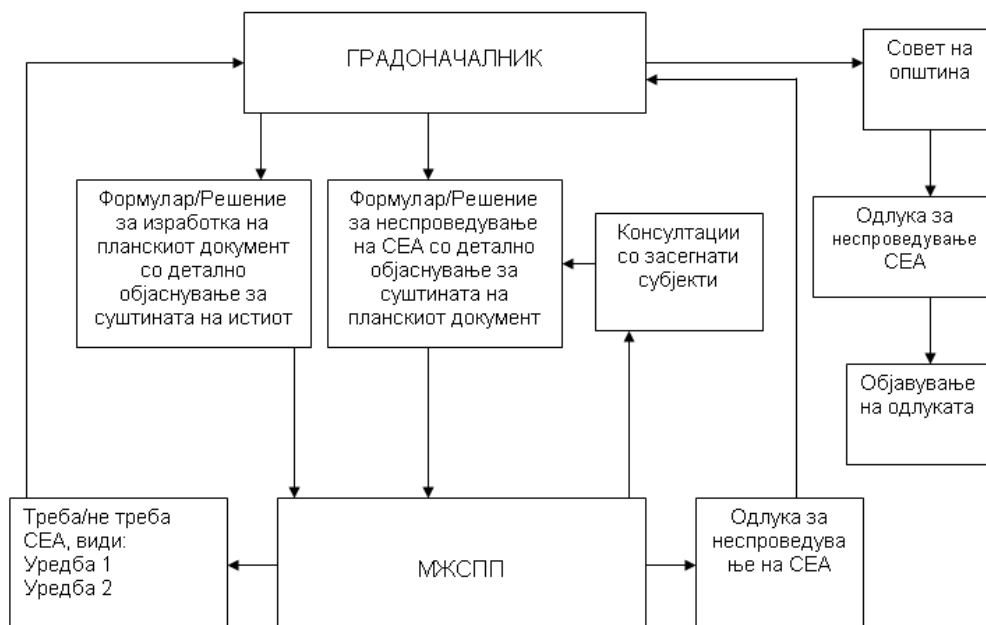 ГРАДОНАЧАЛНИК
Совет на
општина
Формулар/Решение
за изработка на
планскиот документ
со детално
објаснување за
суштината на истиот
Формулар/Решение
за неспроведување
на СЕА со детално
објаснување за
суштината на
планскиот документ
Консултации
со засегнати
субјекти
Одлука за
неспроведување
СЕА
Објавување
на одлуката
Треба/не треба
СЕА, види:
Уредба 1
Уредба 2
МЖСПП
Одлука за
неспроведува
ње на СЕА